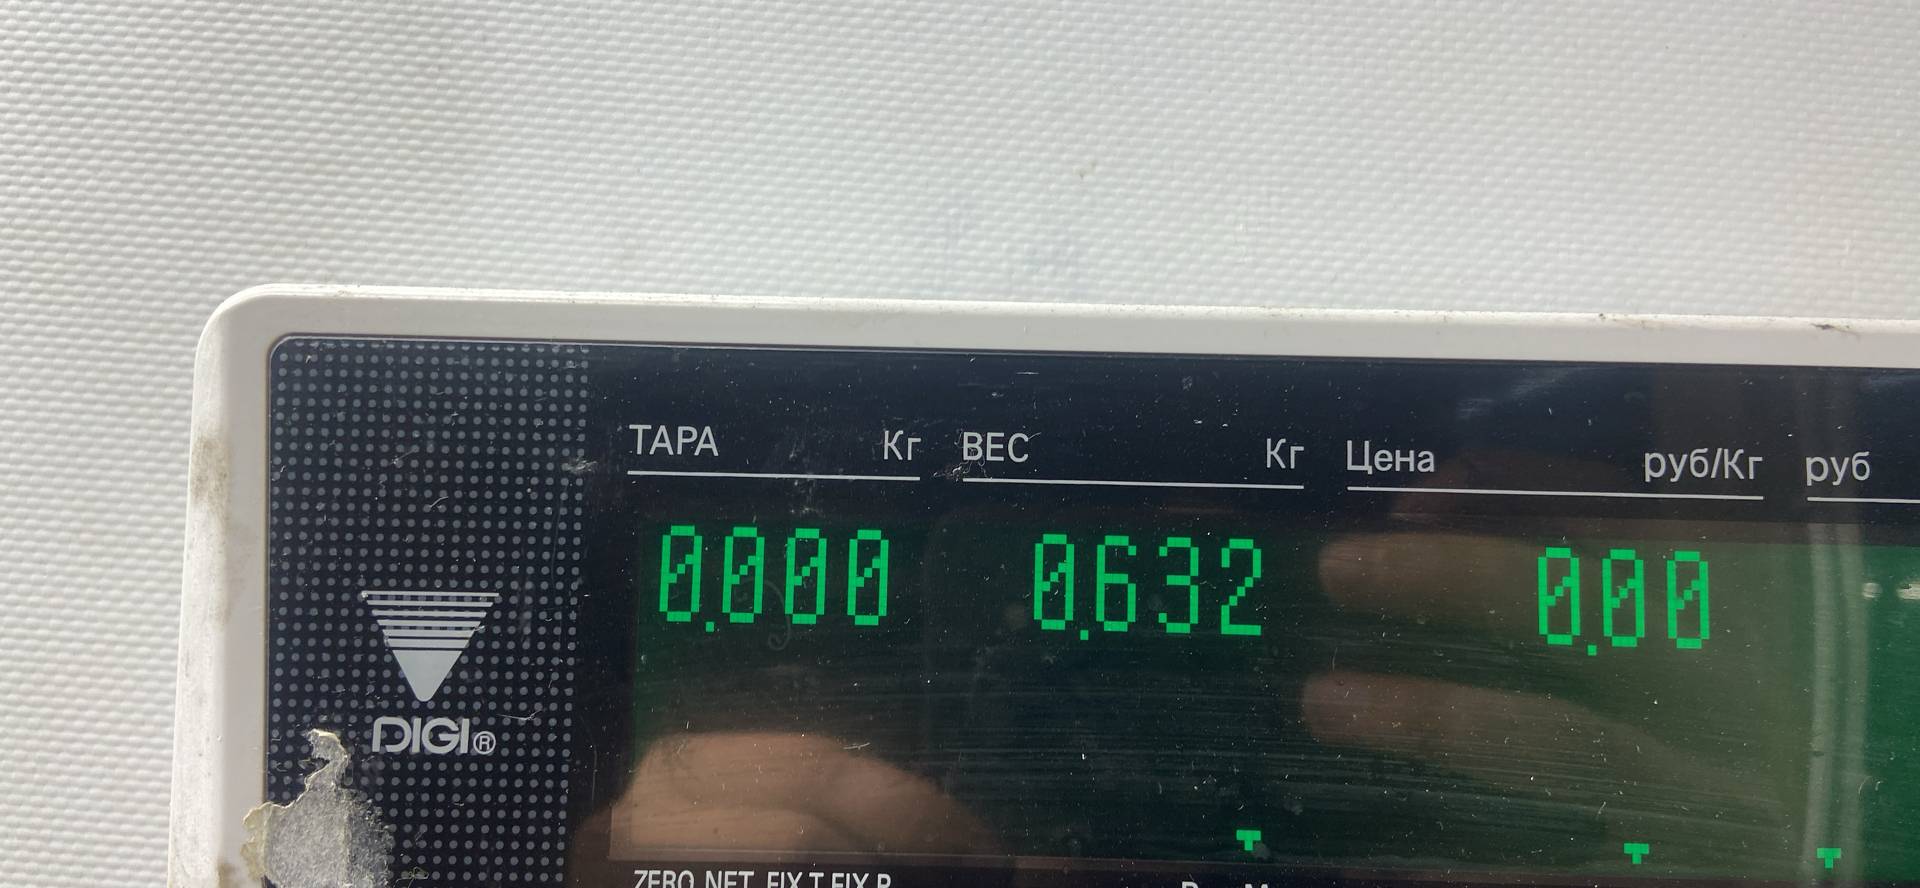 ТАРА Кг ВЕС Кг Цена руб/Кг руб
0.000 0.632 0.00
DIGI®
ZERO NET FIX T FIX P